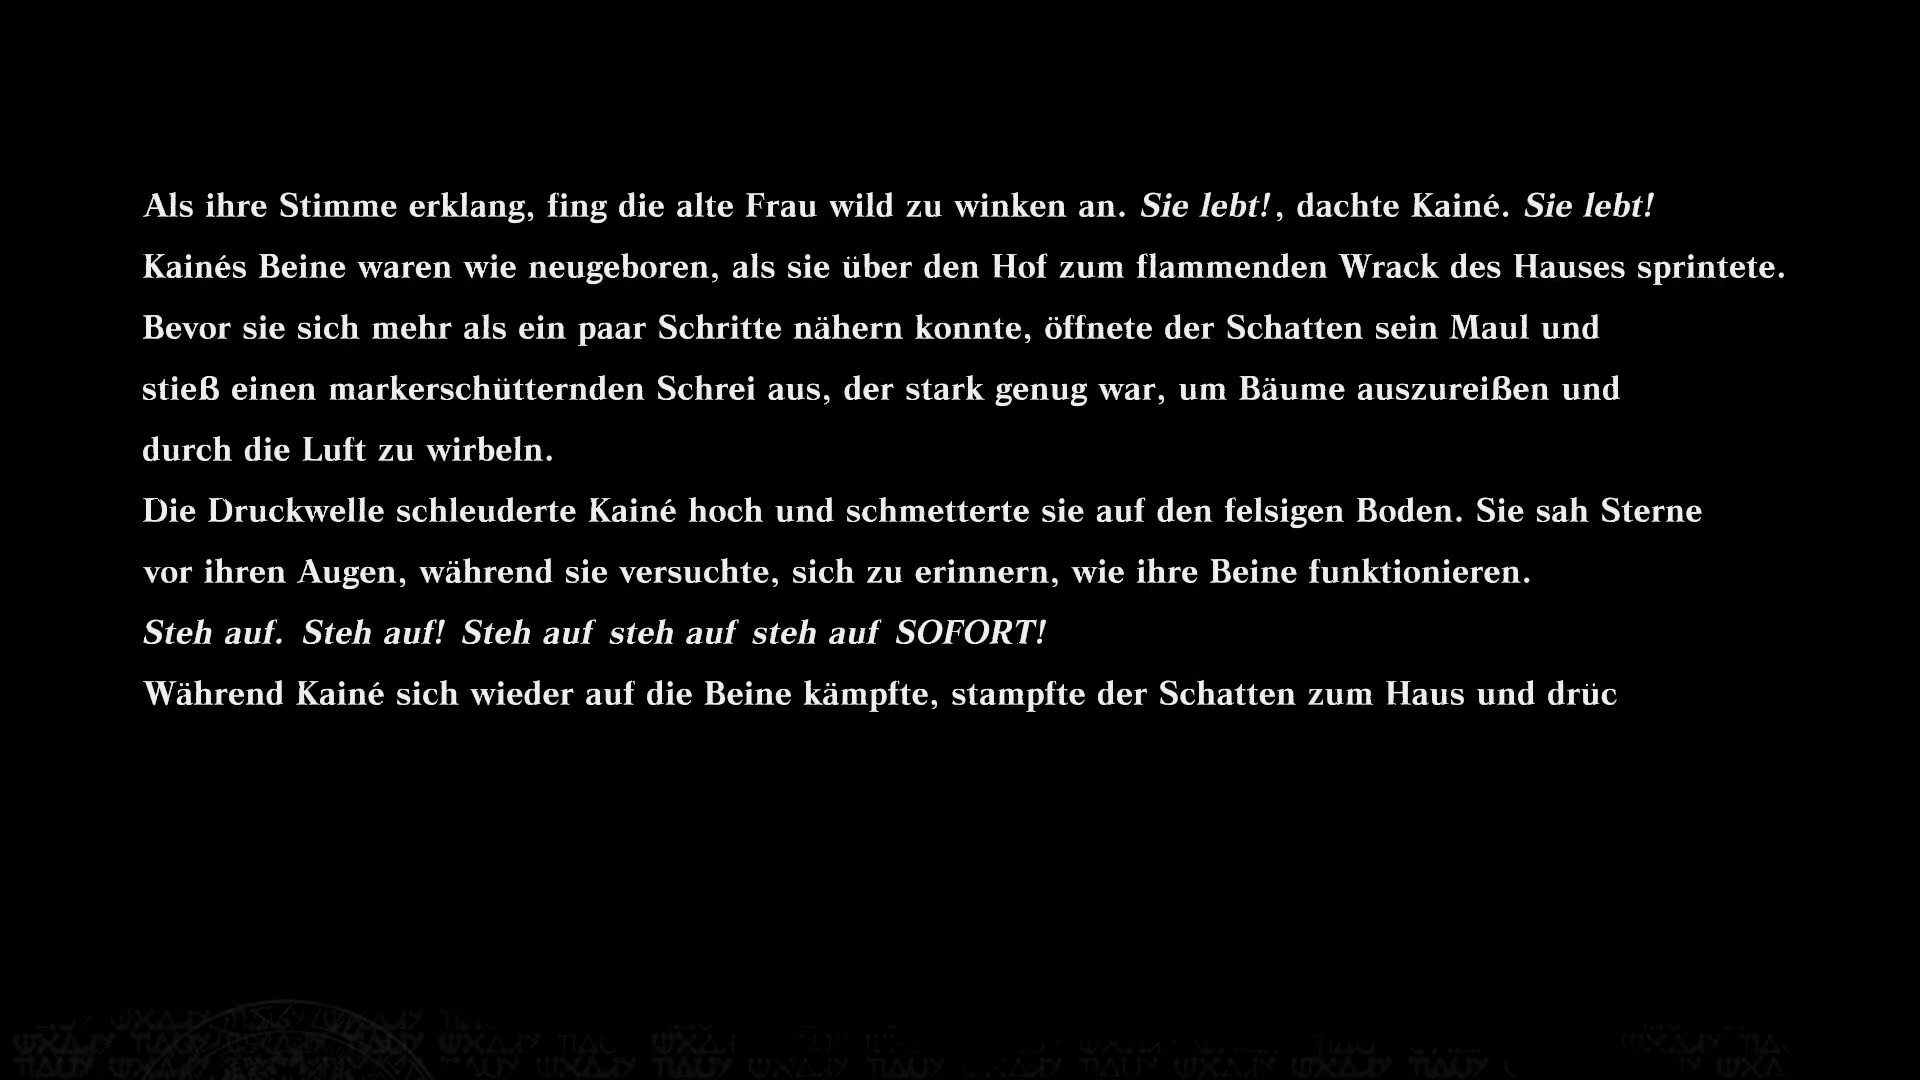 Als ihre Stimme erklang, fing die alte Frau wild zu winken an. Sie lebt!, dachte Kainé. Sie lebt!
Kainés Beine waren wie neugeboren, als sie über den Hof zum flammenden Wrack des Hauses sprintete.
Bevor sie sich mehr als ein paar Schritte nähern konnte, öffnete der Schatten sein Maul und
stieß einen markerschütternden Schrei aus, der stark genug war, um Bäume auszureißen und
durch die Luft zu wirbeln.
Die Druckwelle schleuderte Kainé hoch und schmetterte sie auf den felsigen Boden. Sie sah Sterne
vor ihren Augen, während sie versuchte, sich zu erinnern, wie ihre Beine funktionieren.
Steh auf. Steh auf! Steh auf steh auf steh auf SOFORT!
Während Kainé sich wieder auf die Beine kämpfte, stampfte der Schatten zum Haus und drüc